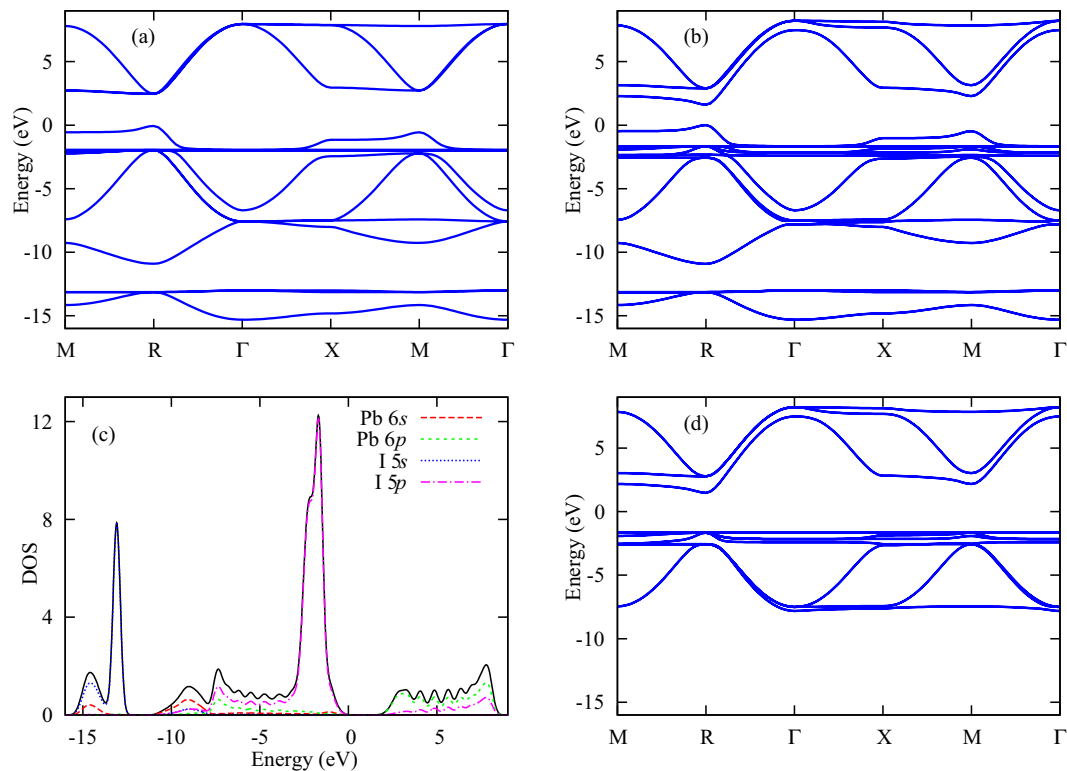 (a)
5
0
-5
-10
-15
Energy (eV)
M R Γ X M Γ
(b)
5
0
-5
-10
-15
Energy (eV)
M R Γ X M Γ
(c)
12
8
4
0
DOS
Pb 6s
Pb 6p
I 5s
I 5p
-15 -10 -5 0 5
Energy (eV)
(d)
5
0
-5
-10
-15
Energy (eV)
M R Γ X M Γ